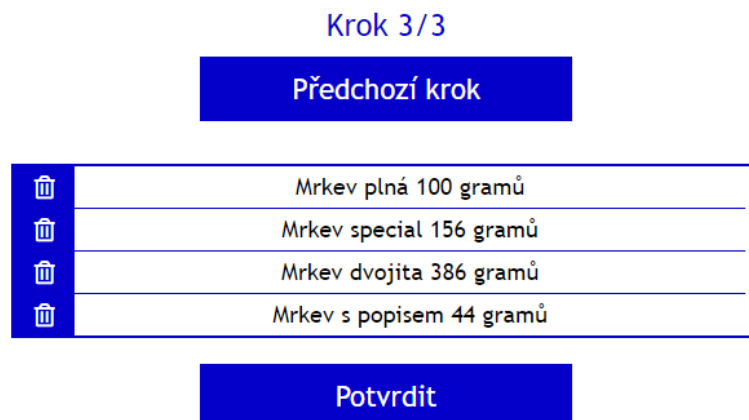 Krok 3/3
Předchozí krok
Mrkev plná 100 gramů
Mrkev special 156 gramů
Mrkev dvojita 386 gramů
Mrkev s popisem 44 gramů
Potvrdit